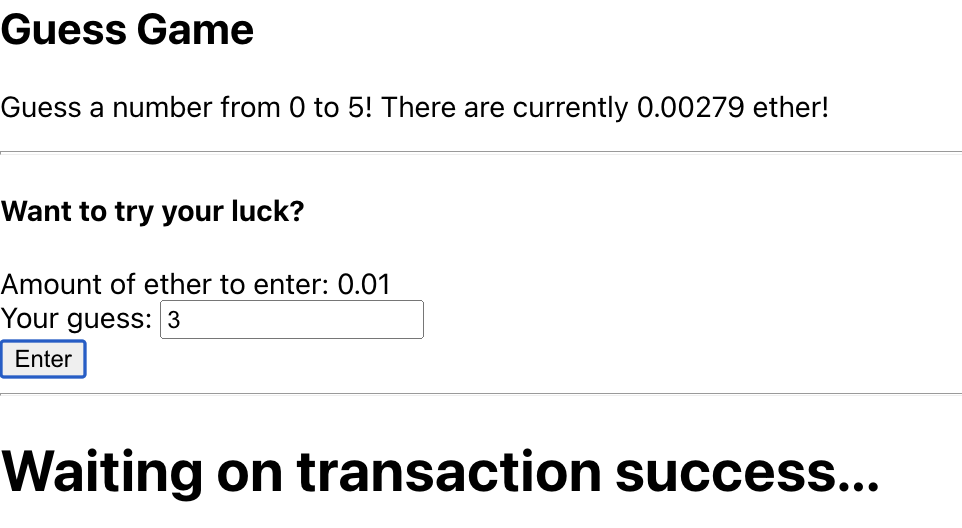 Guess Game
Guess a number from 0 to 5! There are currently 0.00279 ether!
Want to try your luck?
Amount of ether to enter: 0.01
Your guess: 3
Enter
Waiting on transaction success...